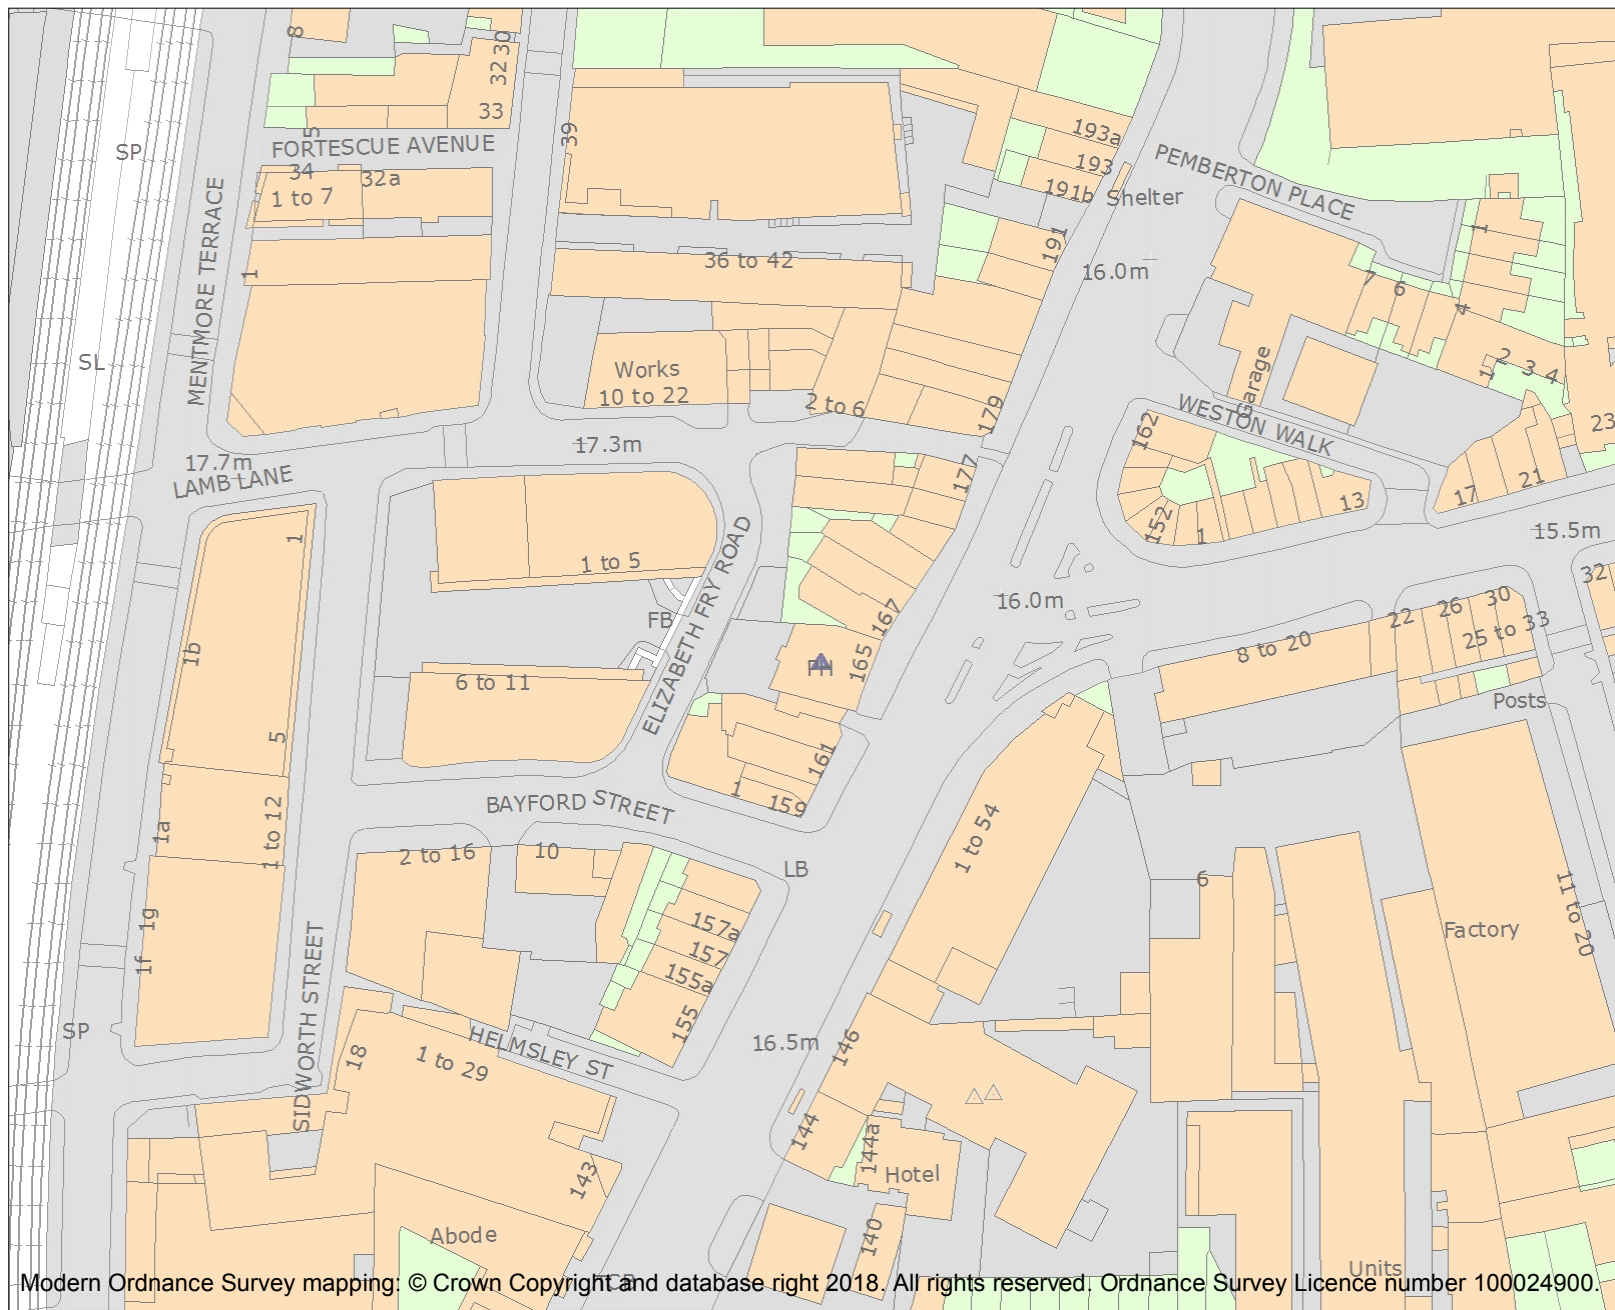 8
32 30
33
5
FORTESCUE AVENUE
39
193a
SP
34
32a
1 to 7
193
191b
Shelter
PEMBERTON PLACE
MENTMORE TERRACE
1
36 to 42
191
16.0m
1
7
6
4
SL
Works
10 to 22
2 to 6
179
Garage
2
1
3
4
WESTON WALK
162
23
17.7m
LAMB LANE
17.3m
177
152
1
13
17
21
15.5m
1
1 to 5
ELIZABETH FRY ROAD
FB
16.0m
167
165
PH
1b
6 to 11
5
8 to 20
22
26
30
25 to 33
32
Posts
161
1
159
BAYFORD STREET
1a
1 to 12
2 to 16
10
LB
1 to 54
6
11 to 20
Factory
157a
157
155a
155
1g
1f
SIDWORTH STREET
SP
18
1 to 29
HELMSLEY ST
16.5m
146
144
144a
Hotel
143
140
Abode
TCB
Units
Modern Ordnance Survey mapping: © Crown Copyright and database right 2018. All rights reserved. Ordnance Survey Licence number 100024900.